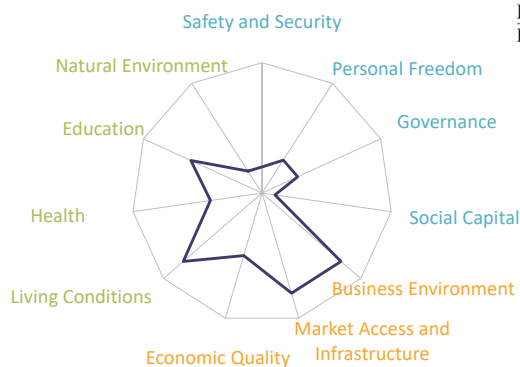 Safety and Security
Natural Environment
Personal Freedom
Education
Governance
Health
Social Capital
Living Conditions
Business Environment
Market Access and
Infrastructure
Economic Quality